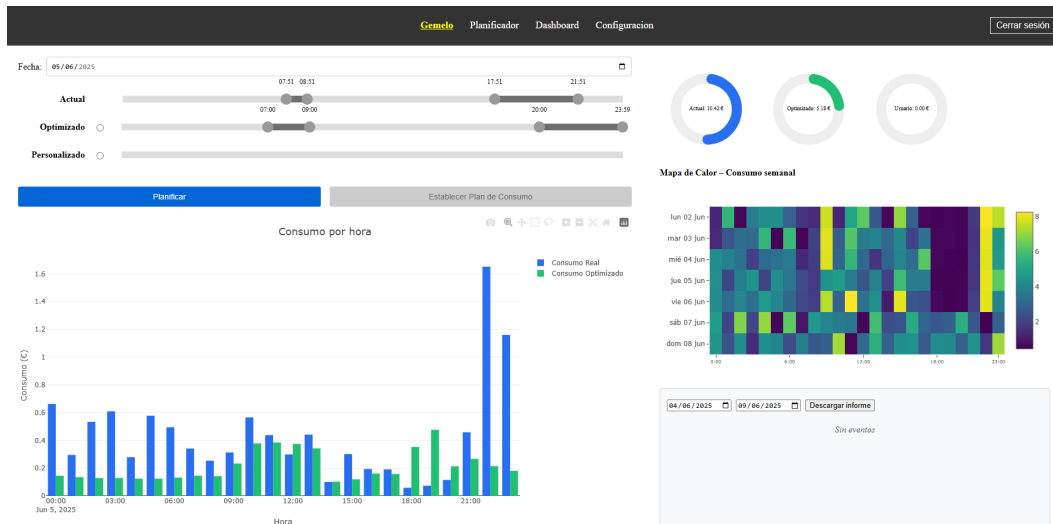 Gemelo Planificador Dashboard Configuracion Cerrar sesión
Fecha: 05/06/2025
07:51 08:51 17:51 21:51
Actual
07:00 09:00 20:00 23:59
Optimizado
Personalizado
Planificar Establecer Plan de Consumo
Consumo por hora
Consumo Real
Consumo Optimizado
Consumo (€)
1.6
1.4
1.2
1
0.8
0.6
0.4
0.2
0
00:00 03:00 06:00 09:00 12:00 15:00 18:00 21:00
Jun 5, 2025
Hora
Actual: 10.42 € Optimizado: 5.18 € Usuario: 0.00 €
Mapa de Calor – Consumo semanal
lun 02 jun
mar 03 jun
mié 04 jun
jue 05 jun
vie 06 jun
sáb 07 jun
dom 08 jun
0:00 6:00 12:00 18:00 23:00
8
6
4
2
04/06/2025 09/06/2025 Descargar informe
Sin eventos